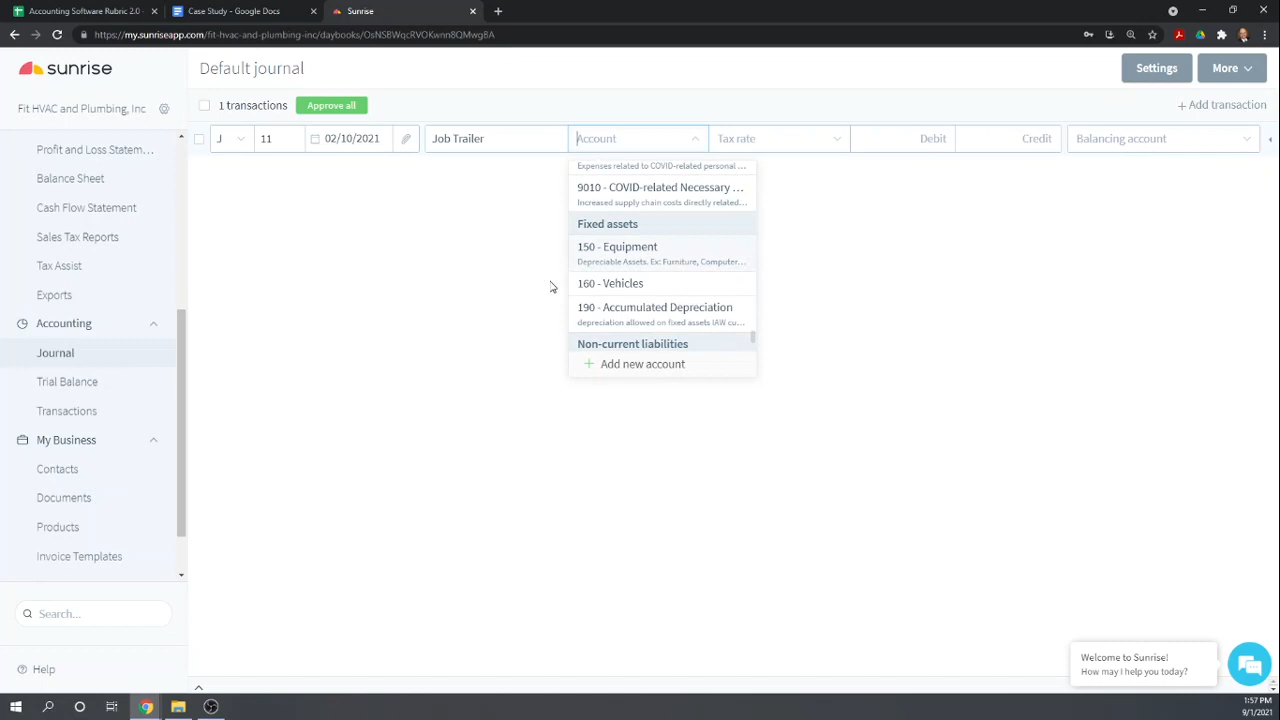 Accounting Software Rubric 2.0 -
Case Study - Google Docs
Sunrise
https://my.sunriseapp.com/fit-hvac-and-plumbing-inc/daybooks/OsNSBWqcRVOKwnn8QMwg8A
sunrise
Default journal
Settings
More
Fit HVAC and Plumbing, Inc
1 transactions
Approve all
+ Add transaction
J
11
02/10/2021
Job Trailer
Account
Tax rate
Debit
Credit
Balancing account
Profit and Loss Statem...
Balance Sheet
Cash Flow Statement
Sales Tax Reports
Tax Assist
Exports
Accounting
Journal
Trial Balance
Transactions
My Business
Contacts
Documents
Products
Invoice Templates
Search...
Help
Expenses related to COVID-related personal ...
9010 - COVID-related Necessary ...
Increased supply chain costs directly related...
Fixed assets
150 - Equipment
Depreciable Assets. Ex: Furniture, Computer...
160 - Vehicles
190 - Accumulated Depreciation
depreciation allowed on fixed assets IAW cu...
Non-current liabilities
+ Add new account
Welcome to Sunrise!
How may I help you today?
1:57 PM
9/1/2021